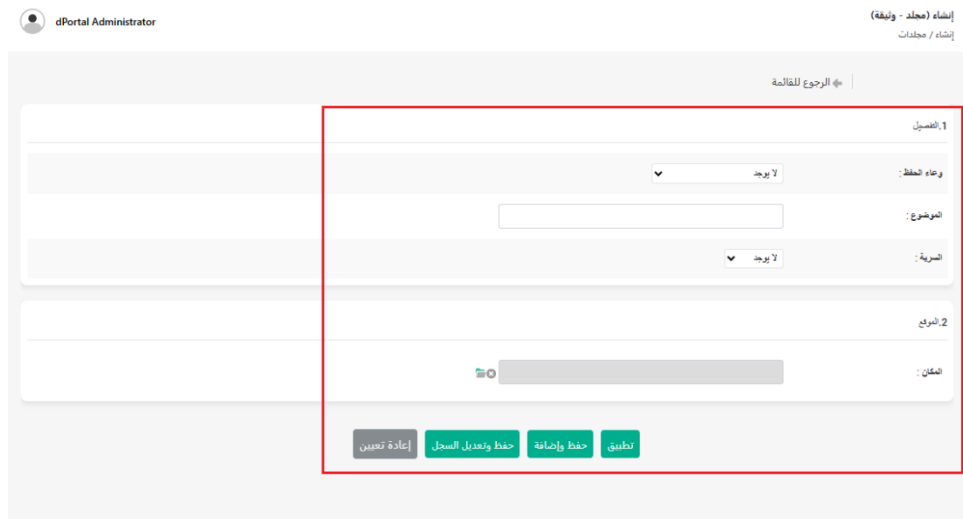 إنشاء (مجلد - وثيقة)
dPortal Administrator
إنشاء / مجلدات
الرجوع للقائمة
1.التفصيل
وعاء الحفظ :
لا يوجد
الموضوع :
السرية :
لا يوجد
2.الموقع
المكان :
تطبيق
حفظ وإضافة
حفظ وتعديل السجل
إعادة تعيين